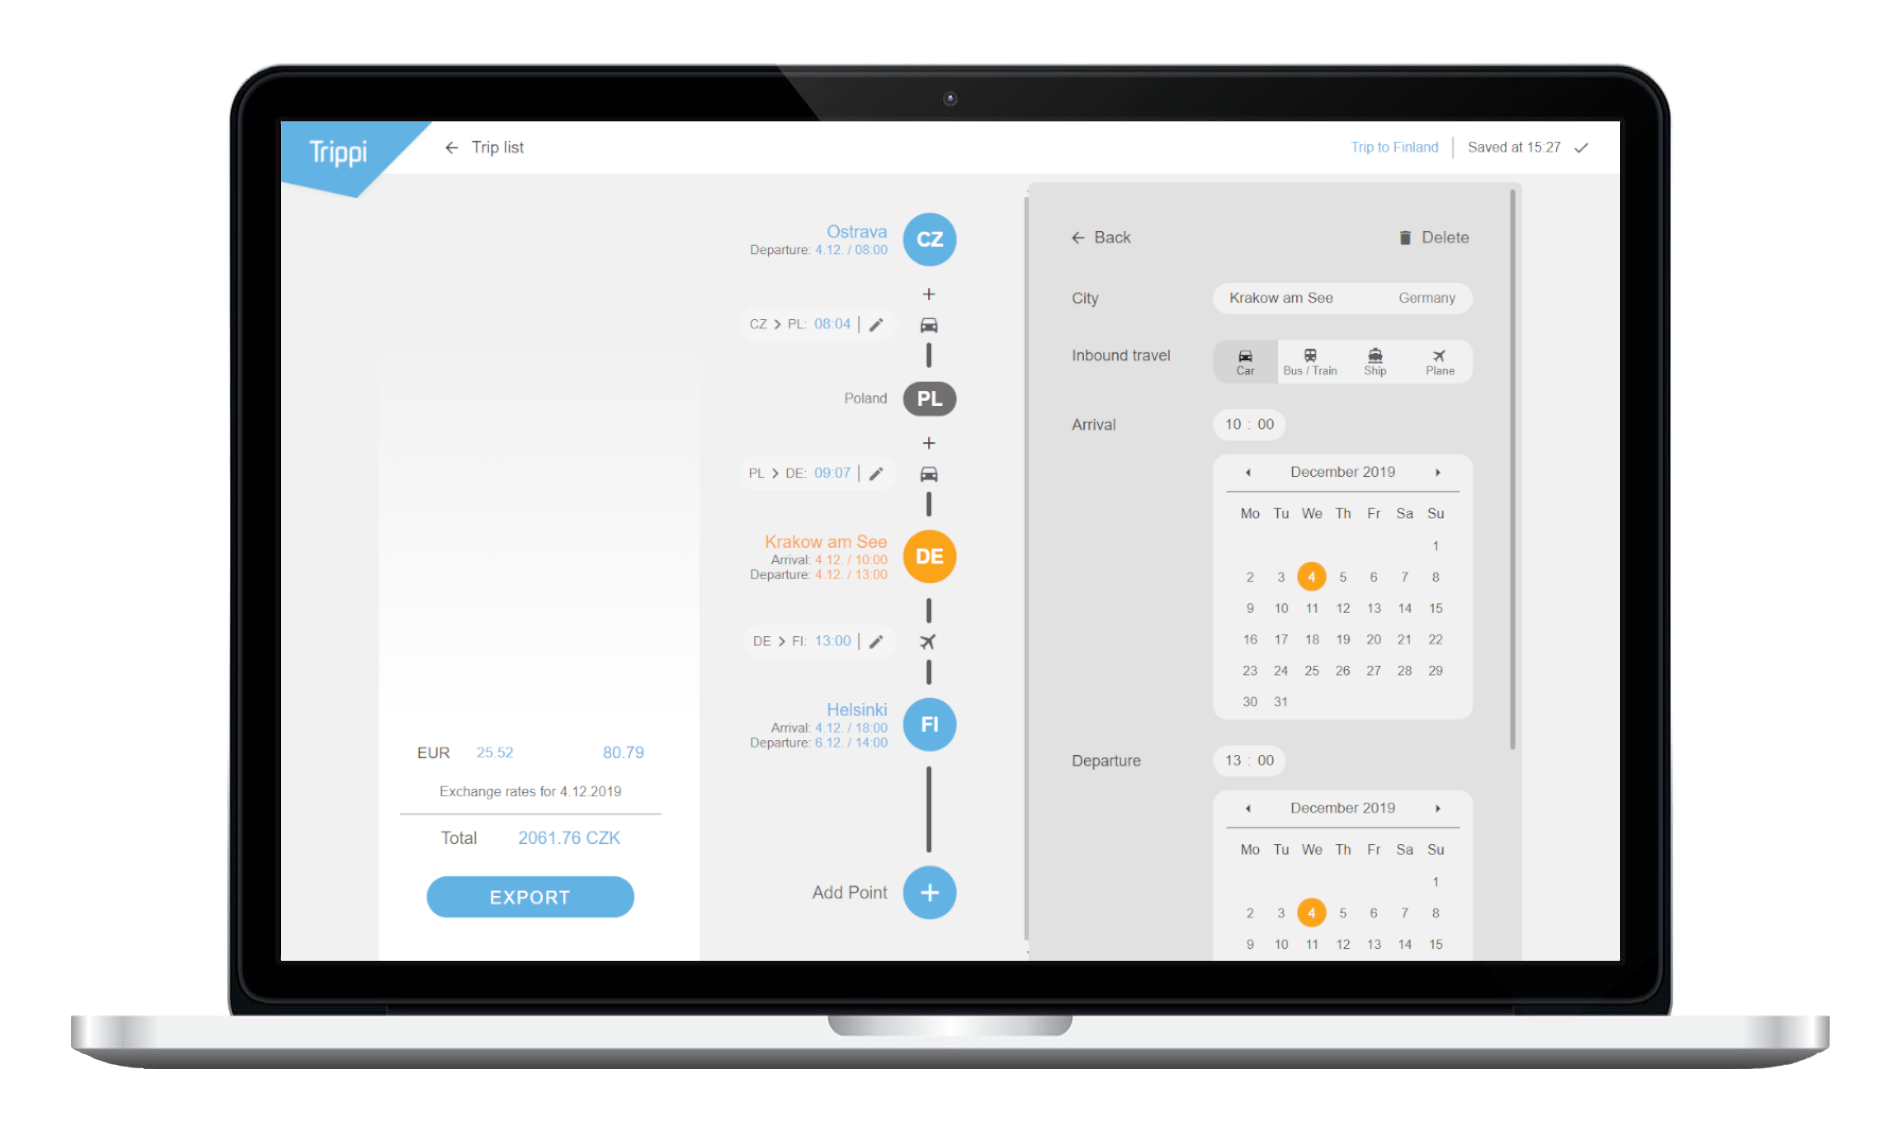 Trippi
← Trip list
Trip to Finland | Saved at 15:27
Ostrava
Departure: 4.12. / 08:00
CZ
+
CZ > PL: 08:04 |
Poland
PL
+
PL > DE: 09:07 |
Krakow am See
Arrival: 4.12. / 10:00
Departure: 4.12. / 13:00
DE
DE > FI: 13:00 |
Helsinki
Arrival: 4.12. / 18:00
Departure: 6.12. / 14:00
FI
Add Point +
EUR 25.52 80.79
Exchange rates for 4.12.2019
Total 2061.76 CZK
EXPORT
← Back
Delete
City Krakow am See Germany
Inbound travel
Car Bus / Train Ship Plane
Arrival 10 : 00
December 2019
Mo Tu We Th Fr Sa Su
1
2 3 4 5 6 7 8
9 10 11 12 13 14 15
16 17 18 19 20 21 22
23 24 25 26 27 28 29
30 31
Departure 13 : 00
December 2019
Mo Tu We Th Fr Sa Su
1
2 3 4 5 6 7 8
9 10 11 12 13 14 15